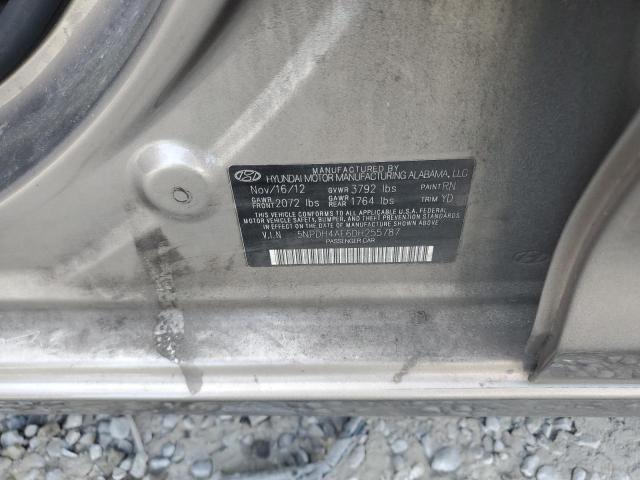 MANUFACTURED BY
HYUNDAI MOTOR MANUFACTURING ALABAMA, LLC
Nov/16/12 GVWR 3792 lbs PAINT RN
GAWR FRONT 2072 lbs GAWR REAR 1764 lbs TRIM YD
THIS VEHICLE CONFORMS TO ALL APPLICABLE U.S.A. FEDERAL
MOTOR VEHICLE SAFETY, BUMPER, AND THEFT PREVENTION STANDARDS
IN EFFECT ON THE DATE OF MANUFACTURE SHOWN ABOVE.
V.I.N 5NPDH4AE6DH255787
PASSENGER CAR